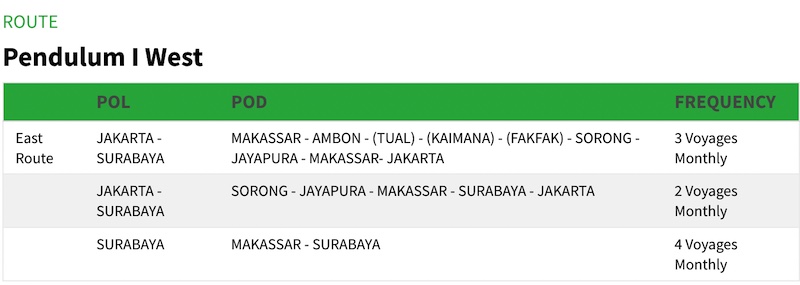 ROUTE
Pendulum I West
POL POD FREQUENCY
East Route JAKARTA - SURABAYA MAKASSAR - AMBON - (TUAL) - (KAIMANA) - (FAKFAK) - SORONG - JAYAPURA - MAKASSAR- JAKARTA 3 Voyages Monthly
JAKARTA - SURABAYA SORONG - JAYAPURA - MAKASSAR - SURABAYA - JAKARTA 2 Voyages Monthly
SURABAYA MAKASSAR - SURABAYA 4 Voyages Monthly